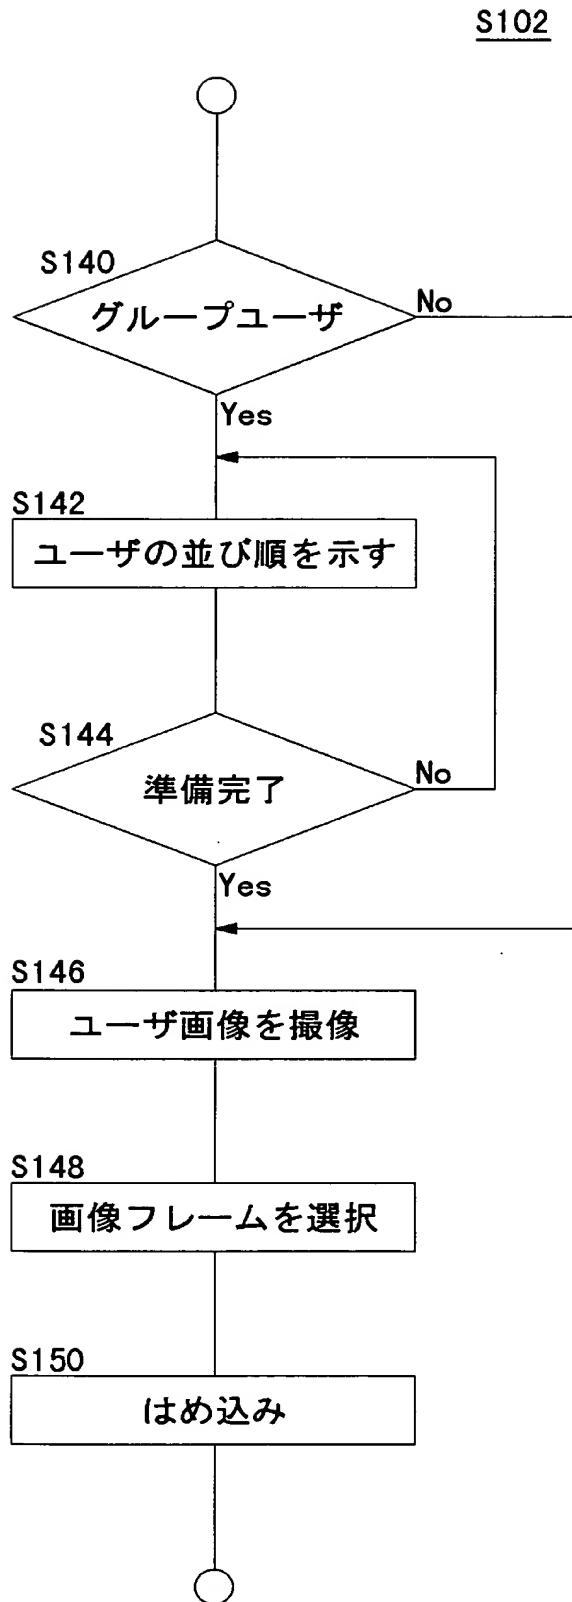 S102
S140
グループユーザ
No
Yes
S142
ユーザの並び順を示す
S144
準備完了
No
Yes
S146
ユーザ画像を撮像
S148
画像フレームを選択
S150
はめ込み